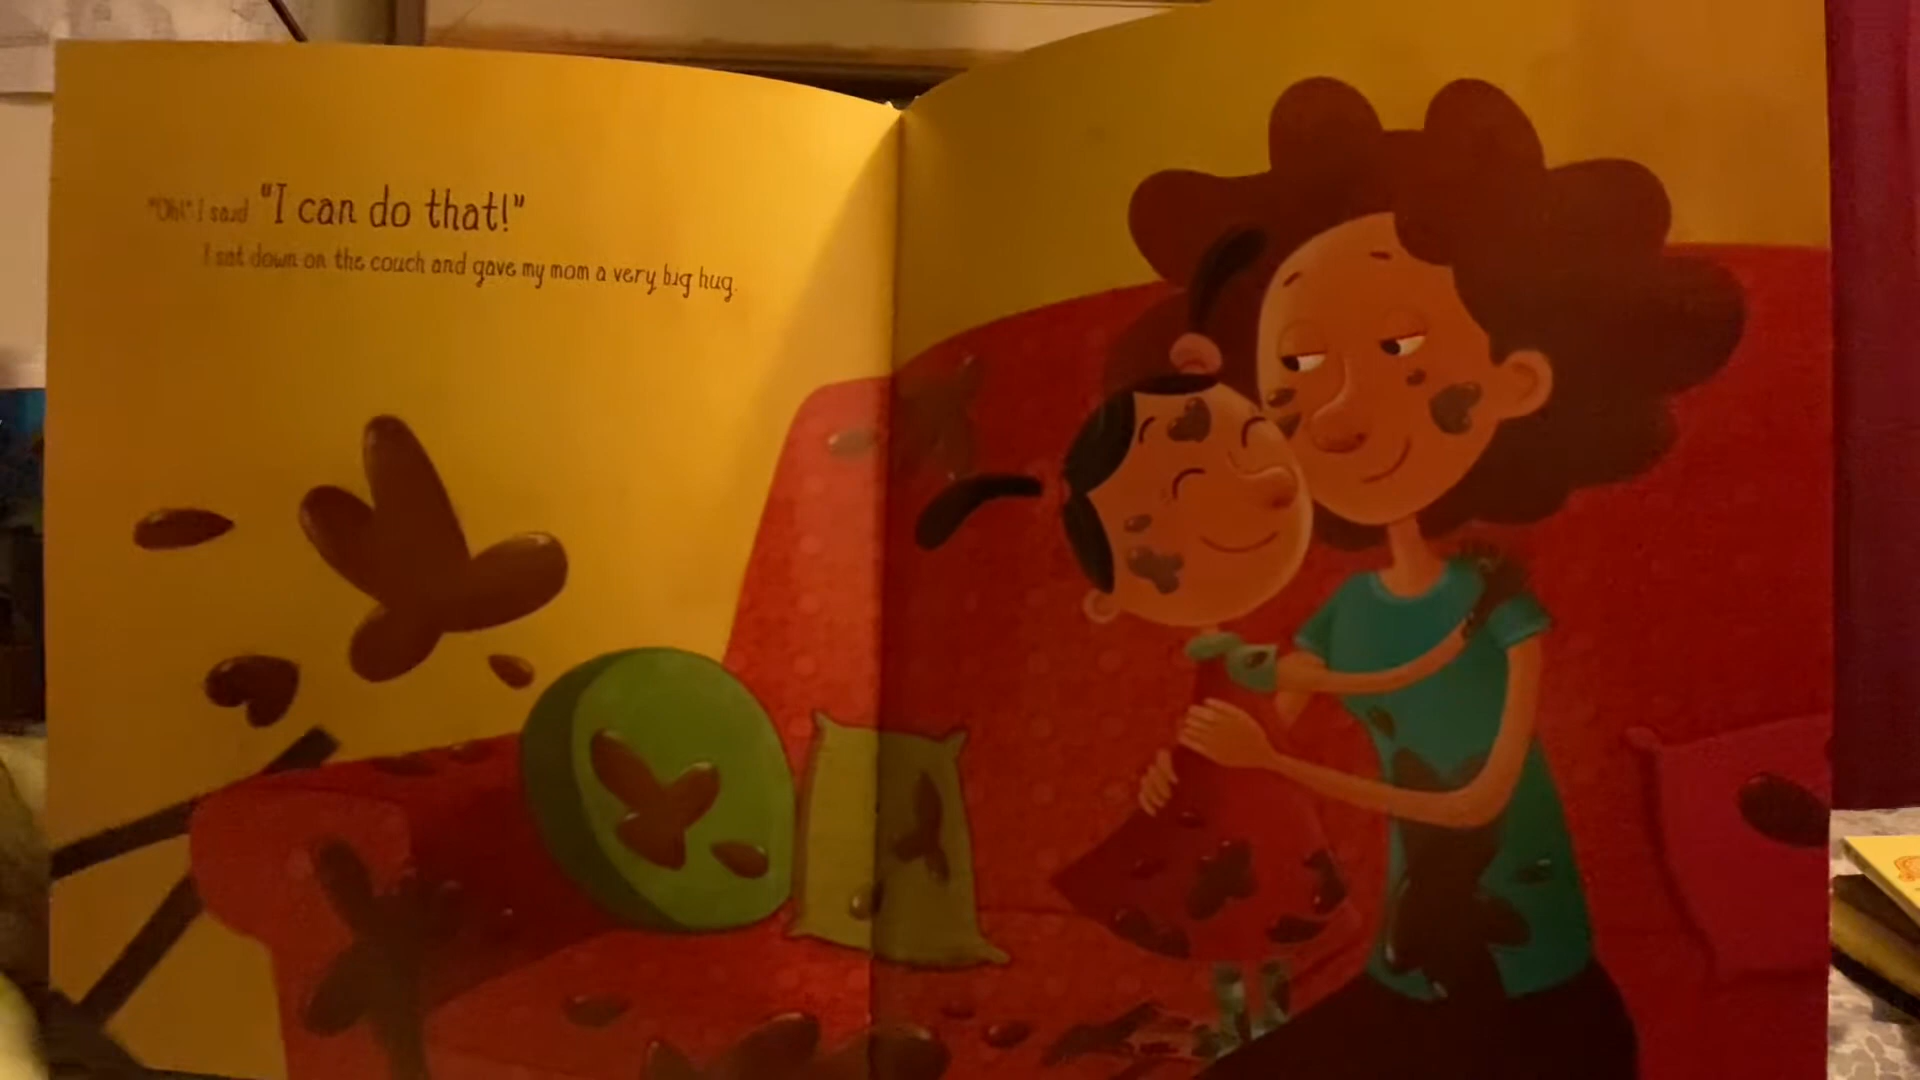 "Oh!" I said "I can do that!"
I sat down on the couch and gave my mom a very big hug.